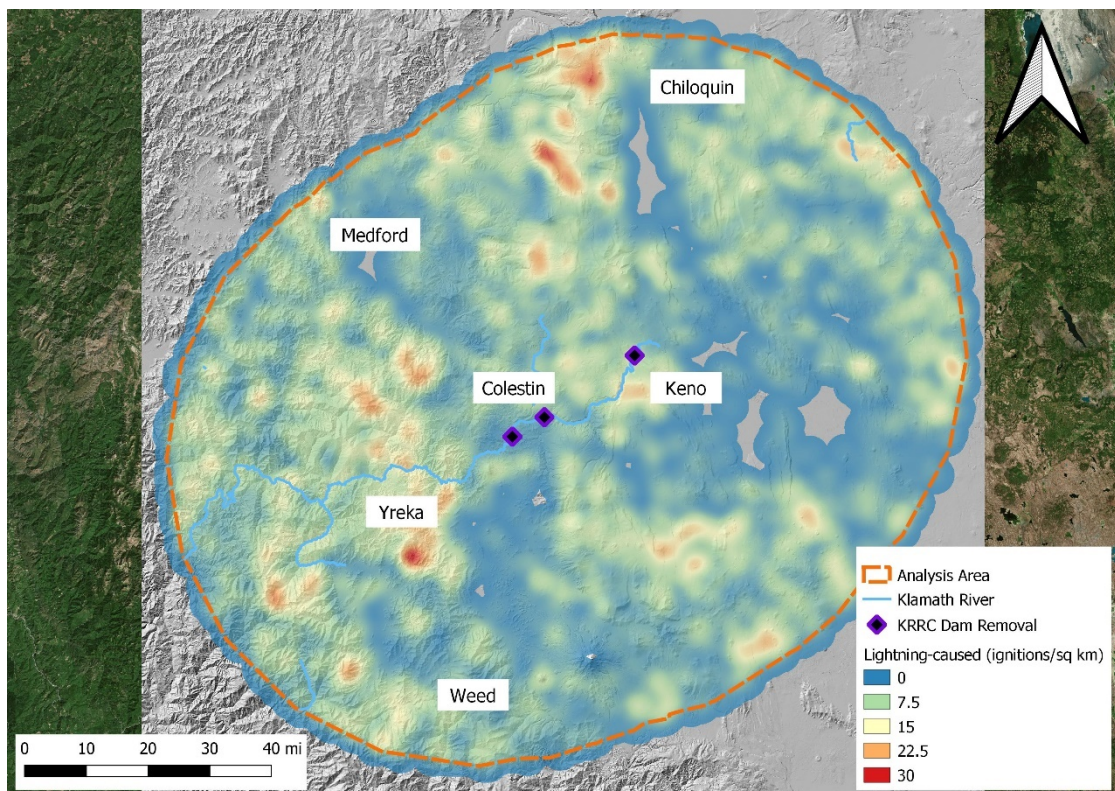 Chiloquin
Medford
Colestin
Keno
Yreka
Weed
Analysis Area
Klamath River
KRRC Dam Removal
Lightning-caused (ignitions/sq km)
0
7.5
15
22.5
30
0 10 20 30 40 mi